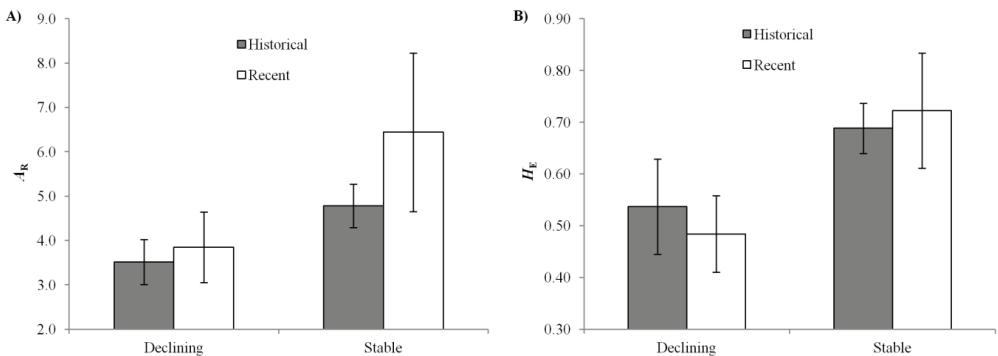 A)
9.0
8.0
7.0
6.0
5.0
4.0
3.0
2.0
AR
Historical
Recent
Declining
Stable
B)
0.90
0.80
0.70
0.60
0.50
0.40
0.30
HE
Historical
Recent
Declining
Stable